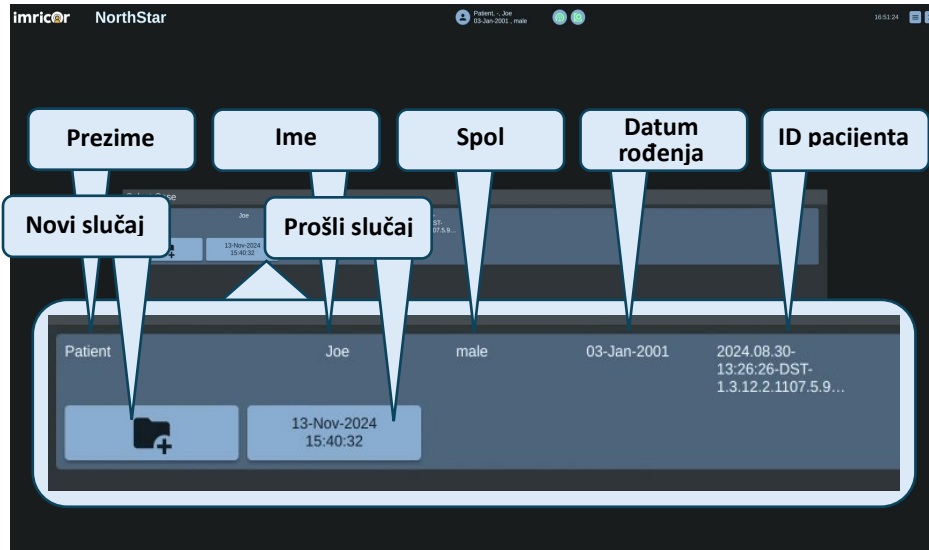 imricor NorthStar
Patient, -, Joe
03-Jan-2001 , male
16:51:24
Prezime
Ime
Spol
Datum
rođenja
ID pacijenta
Novi slučaj
Prošli slučaj
Joe
13-Nov-2024
15:40:32
Patient
Joe
male
03-Jan-2001
2024.08.30-
13:26:26-DST-
1.3.12.2.1107.5.9...
13-Nov-2024
15:40:32